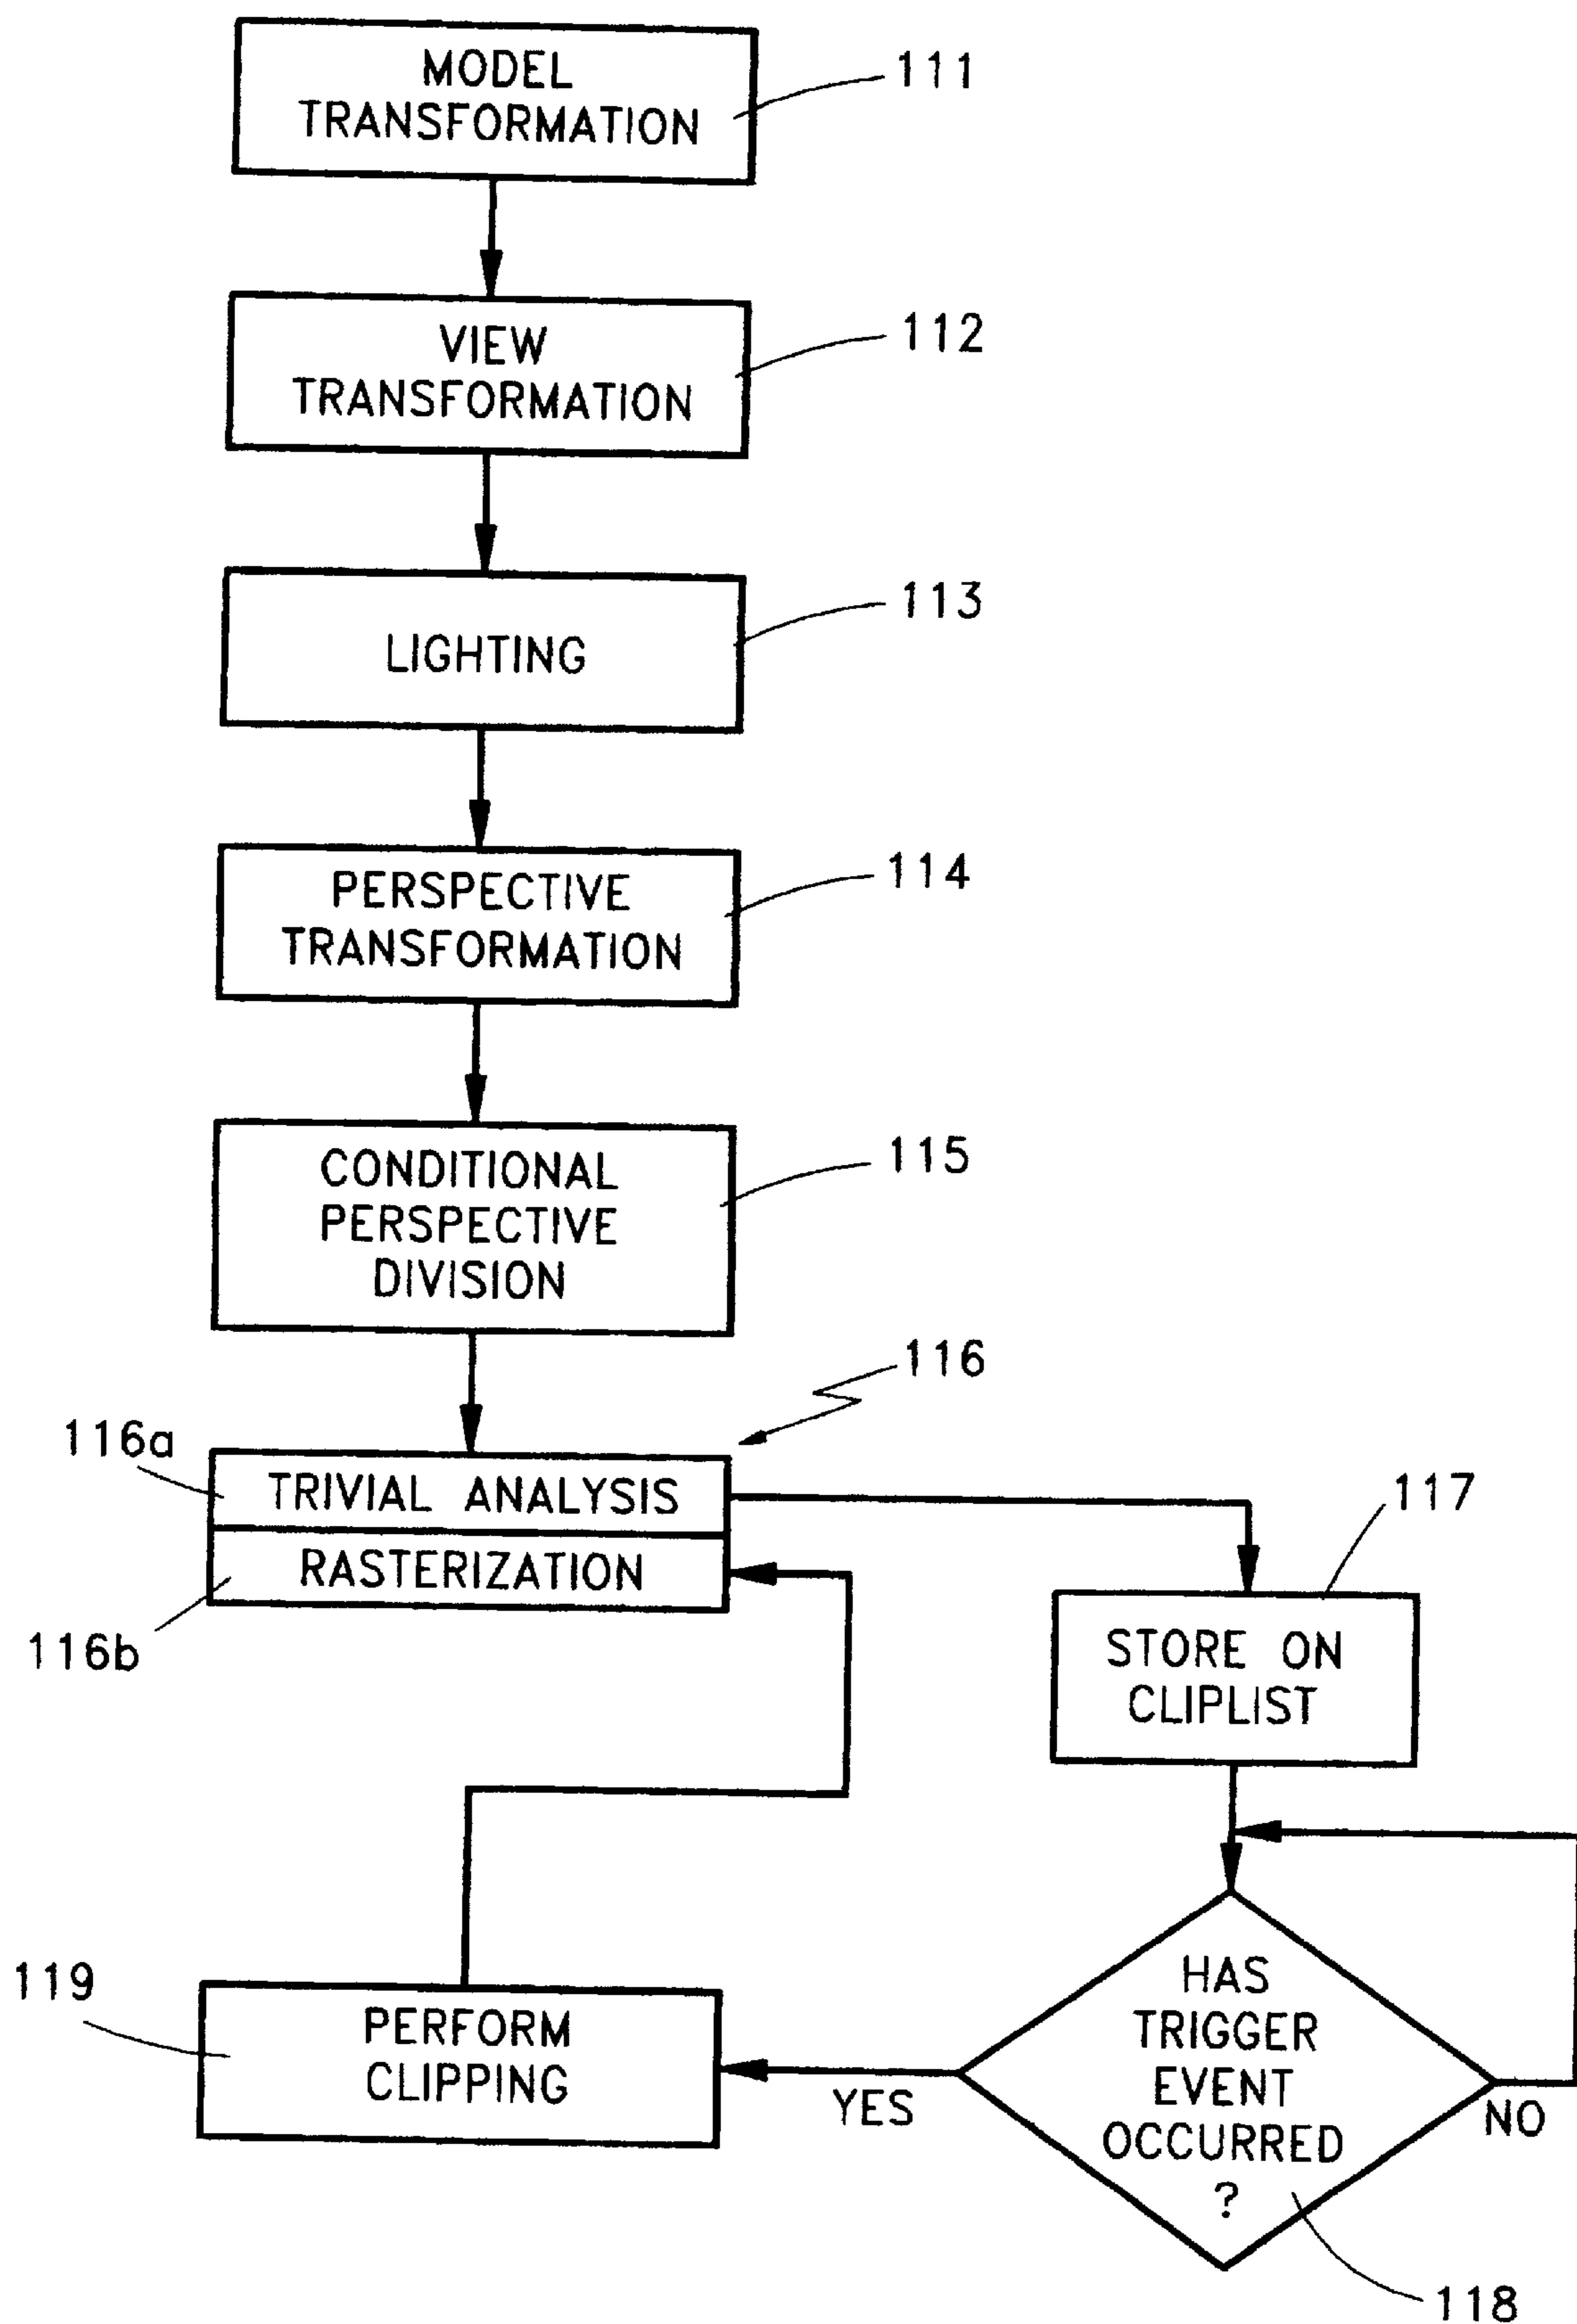 MODEL
TRANSFORMATION
111
VIEW
TRANSFORMATION
112
LIGHTING
113
PERSPECTIVE
TRANSFORMATION
114
CONDITIONAL
PERSPECTIVE
DIVISION
115
116
116a
TRIVIAL ANALYSIS
RASTERIZATION
116b
117
STORE ON
CLIPLIST
HAS
TRIGGER
EVENT
OCCURRED
?
YES
NO
118
119
PERFORM
CLIPPING